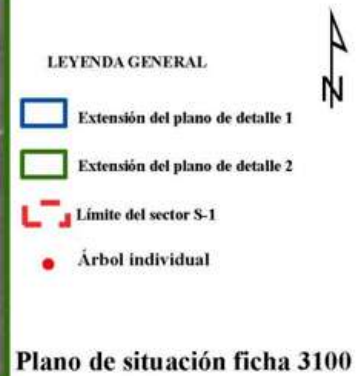 N
LEYENDA GENERAL
Extensión del plano de detalle 1
Extensión del plano de detalle 2
Límite del sector S-1
Árbol individual
Plano de situación ficha 3100